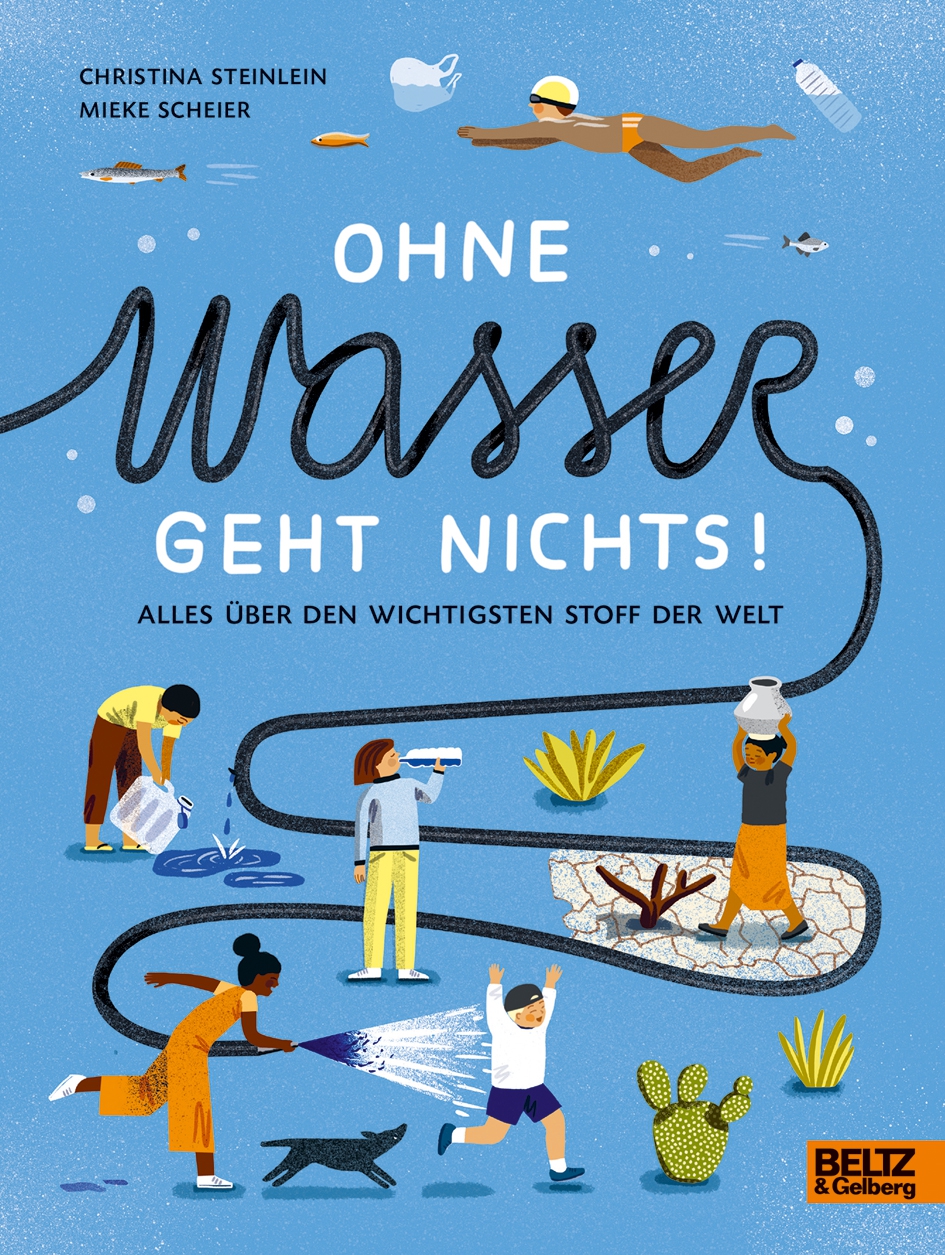 CHRISTINA STEINLEIN
MIEKE SCHEIER
OHNE
Wasser
GEHT NICHTS!
ALLES ÜBER DEN WICHTIGSTEN STOFF DER WELT
BELTZ
& Gelberg